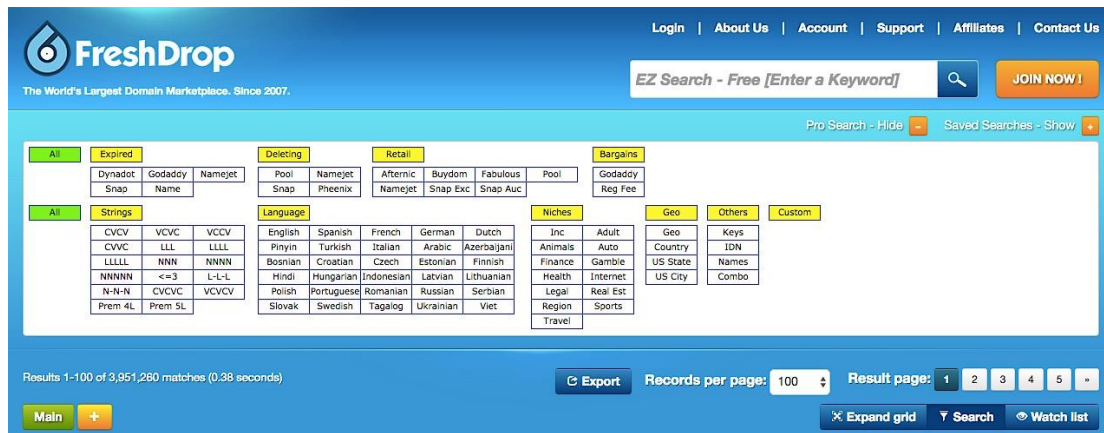 Login | About Us | Account | Support | Affiliates | Contact Us
FreshDrop
The World's Largest Domain Marketplace. Since 2007.
EZ Search - Free [Enter a Keyword]
JOIN NOW!
Pro Search - Hide - Saved Searches - Show +
All Expired Deleting Retail Bargains
Dynadot Godaddy Namejet Pool Namejet Afternic Buydom Fabulous Pool Godaddy
Snap Name Snap Pheenix Namejet Snap Exc Snap Auc Reg Fee
All Strings Language Niches Geo Others Custom
CVCV VCVC VCCV English Spanish French German Dutch Inc Adult Geo Keys
CVVC LLL LLLL Pinyin Turkish Italian Arabic Azerbaijani Animals Auto Country IDN
LLLLL NNN NNNN Bosnian Croatian Czech Estonian Finnish Finance Gamble US State Names
NNNNN <=3 L-L-L Hindi Hungarian Indonesian Latvian Lithuanian Health Internet US City Combo
N-N-N CVCVC VCVCV Polish Portuguese Romanian Russian Serbian Legal Real Est
Prem 4L Prem 5L Slovak Swedish Tagalog Ukrainian Viet Region Sports
Travel
Results 1-100 of 3,951,260 matches (0.38 seconds)
Export Records per page: 100 Result page: 1 2 3 4 5 »
Main + Expand grid Search Watch list